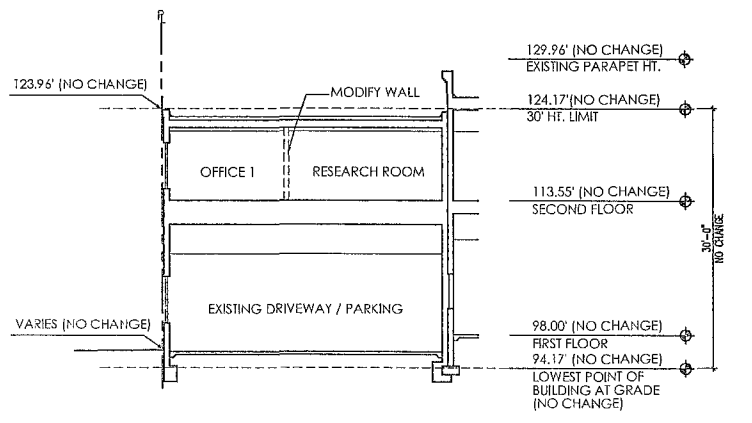 PL
129.96' (NO CHANGE)
EXISTING PARAPET HT.
123.96' (NO CHANGE)
MODIFY WALL
124.17'(NO CHANGE)
30' HT. LIMIT
OFFICE 1
RESEARCH ROOM
113.55' (NO CHANGE)
SECOND FLOOR
30'-0"
NO CHANGE
EXISTING DRIVEWAY / PARKING
VARIES (NO CHANGE)
98.00' (NO CHANGE)
FIRST FLOOR
94.17' (NO CHANGE)
LOWEST POINT OF
BUILDING AT GRADE
(NO CHANGE)